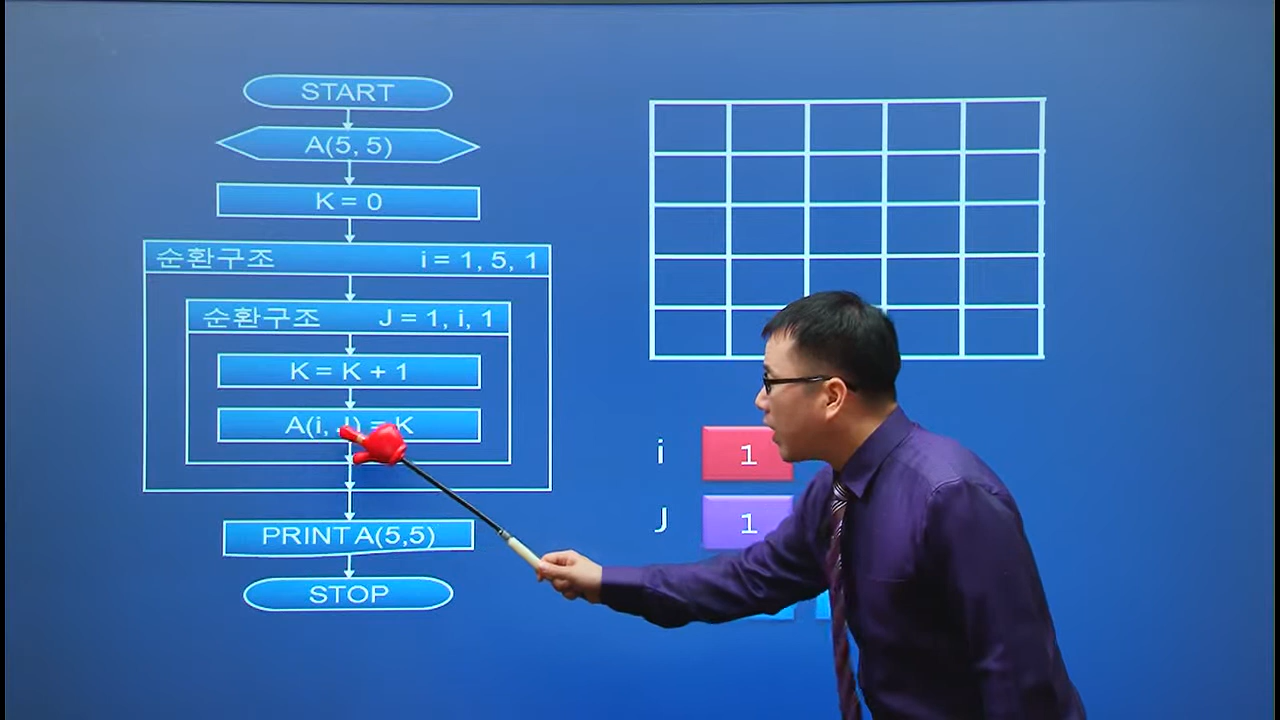 START
A(5, 5)
K = 0
순환구조 i = 1, 5, 1
순환구조 J = 1, i, 1
K = K + 1
A(i, J) = K
PRINT A(5,5)
STOP
i 1
J 1